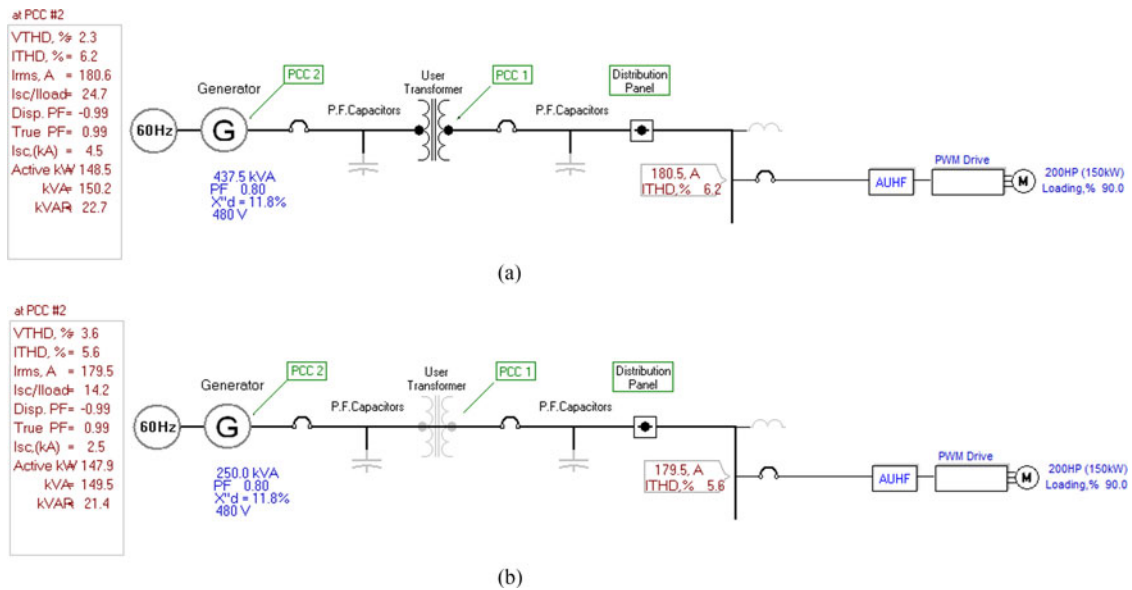 at PCC #2
VTHD, %= 2.3
ITHD, % = 6.2
Irms, A = 180.6
Isc/Iload= 24.7
Disp. PF= -0.99
True PF= 0.99
Isc,(kA) = 4.5
Active kW 148.5
kVA= 150.2
kVAR 22.7
60Hz
Generator
G
PCC 2
437.5 kVA
PF 0.80
X"d = 11.8%
480 V
P.F.Capacitors
User
Transformer
PCC 1
P.F.Capacitors
Distribution
Panel
180.5, A
ITHD,% 6.2
AUHF
PWM Drive
M
200HP (150kW)
Loading,% 90.0
(a)
at PCC #2
VTHD, %= 3.6
ITHD, % = 5.6
Irms, A = 179.5
Isc/Iload= 14.2
Disp. PF= -0.99
True PF= 0.99
Isc,(kA) = 2.5
Active kW 147.9
kVA= 149.5
kVAR 21.4
60Hz
Generator
G
PCC 2
250.0 kVA
PF 0.80
X"d = 11.8%
480 V
P.F.Capacitors
User
Transformer
PCC 1
P.F.Capacitors
Distribution
Panel
179.5, A
ITHD,% 5.6
AUHF
PWM Drive
M
200HP (150kW)
Loading,% 90.0
(b)